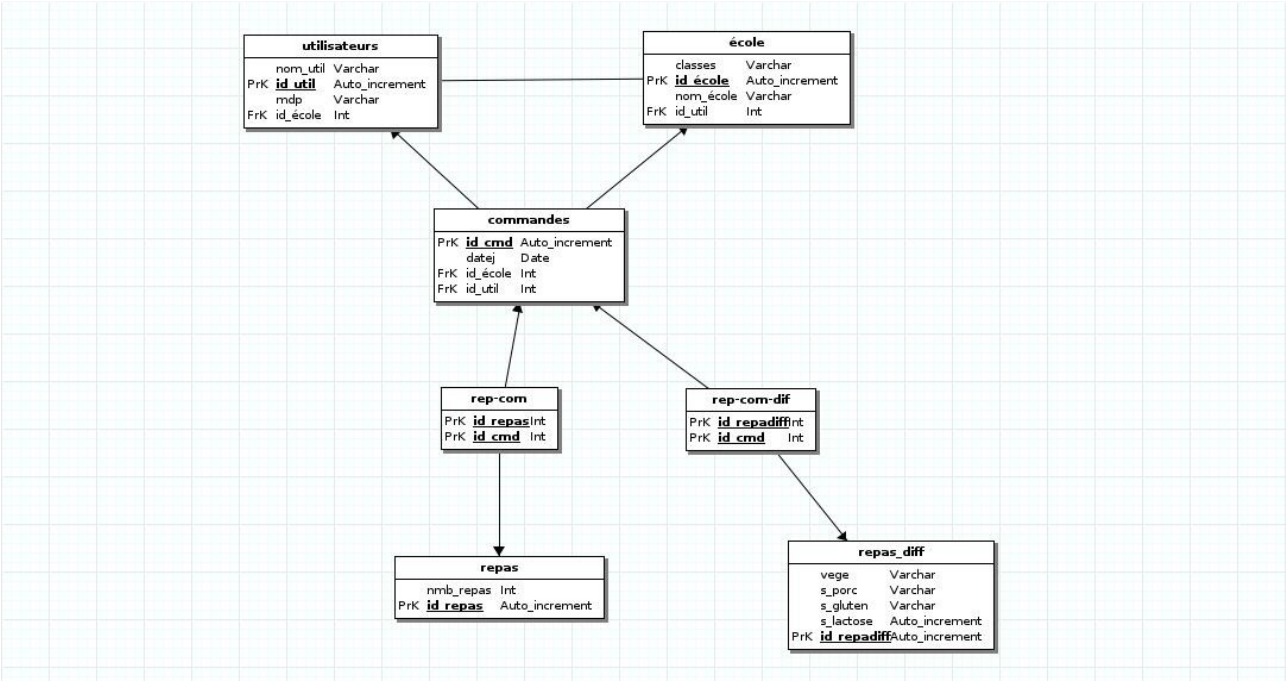 utilisateurs
nom_util Varchar
PrK id_util Auto_increment
mdp Varchar
FrK id_école Int
école
classes Varchar
PrK id_école Auto_increment
nom_école Varchar
FrK id_util Int
commandes
PrK id_cmd Auto_increment
datej Date
FrK id_école Int
FrK id_util Int
rep-com
PrK id_repas Int
PrK id_cmd Int
rep-com-dif
PrK id_repadiff Int
PrK id_cmd Int
repas
nmb_repas Int
PrK id_repas Auto_increment
repas_diff
vege Varchar
s_porc Varchar
s_gluten Varchar
s_lactose Auto_increment
PrK id_repadiff Auto_increment